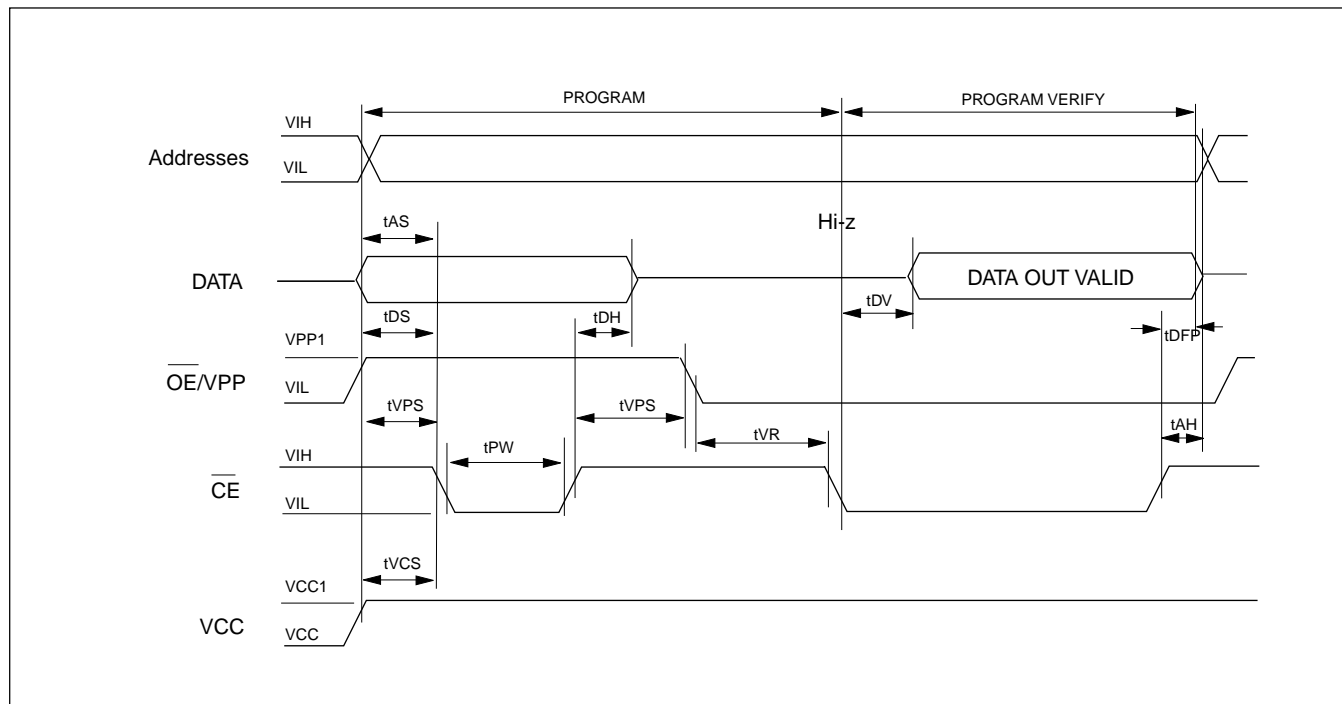 PROGRAM
PROGRAM VERIFY
VIH
Addresses
VIL
tAS
Hi-z
DATA
DATA OUT VALID
tDS
tDH
tDV
tDFP
VPP1
OE/VPP
VIL
tVPS
tVPS
tAH
tPW
tVR
VIH
CE
VIL
tVCS
VCC1
VCC
VCC